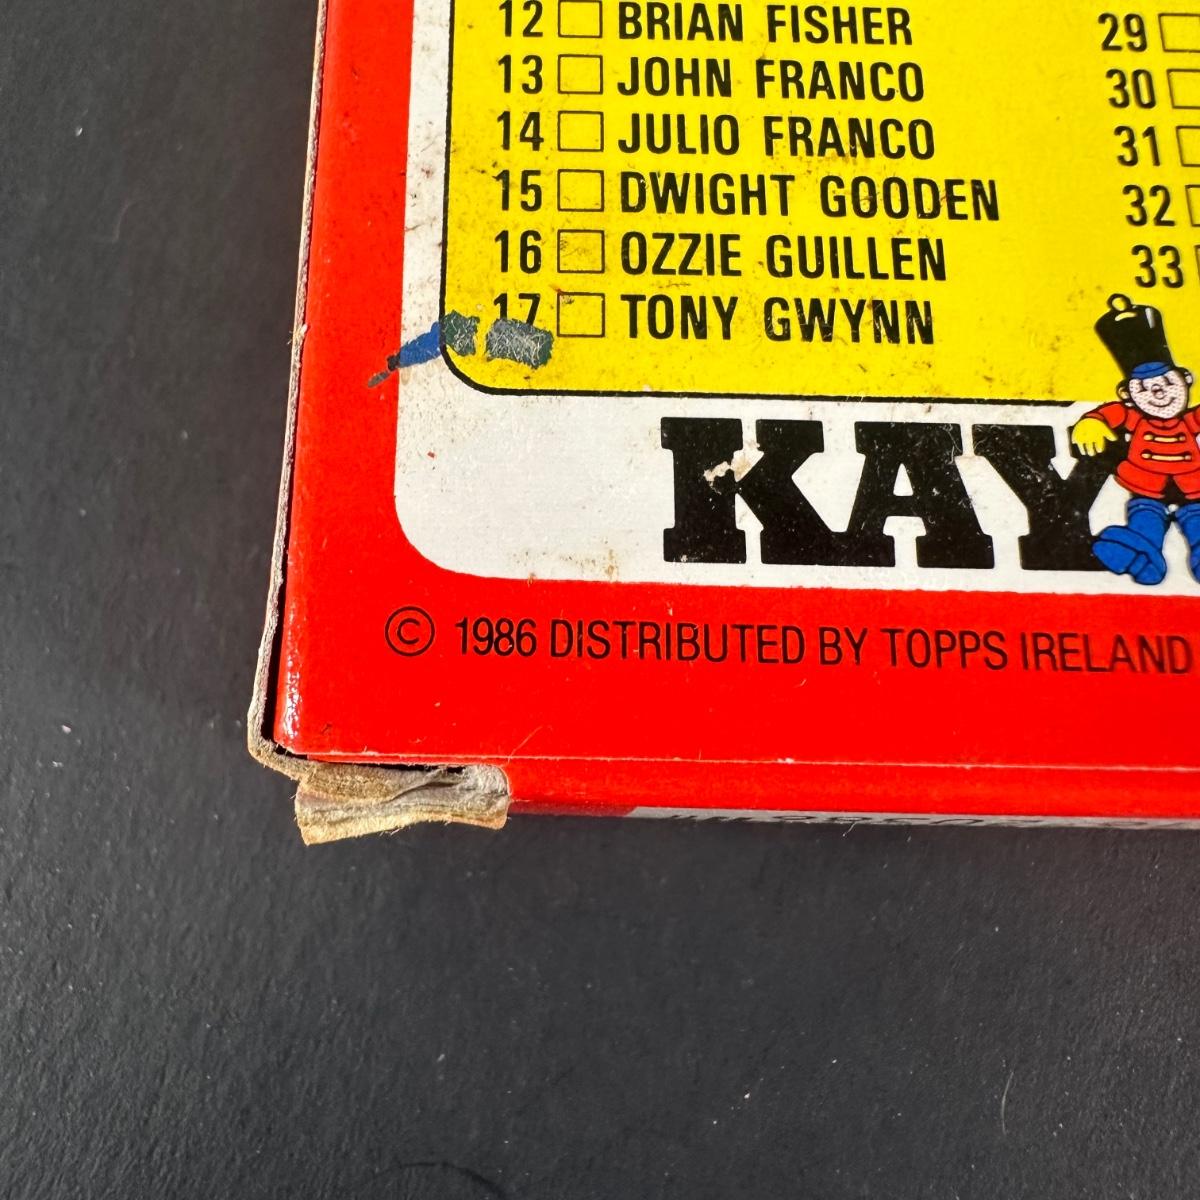 12 BRIAN FISHER
13 JOHN FRANCO
14 JULIO FRANCO
15 DWIGHT GOODEN
16 OZZIE GUILLEN
17 TONY GWYNN
29
30
31
32
33
KAY
© 1986 DISTRIBUTED BY TOPPS IRELAND